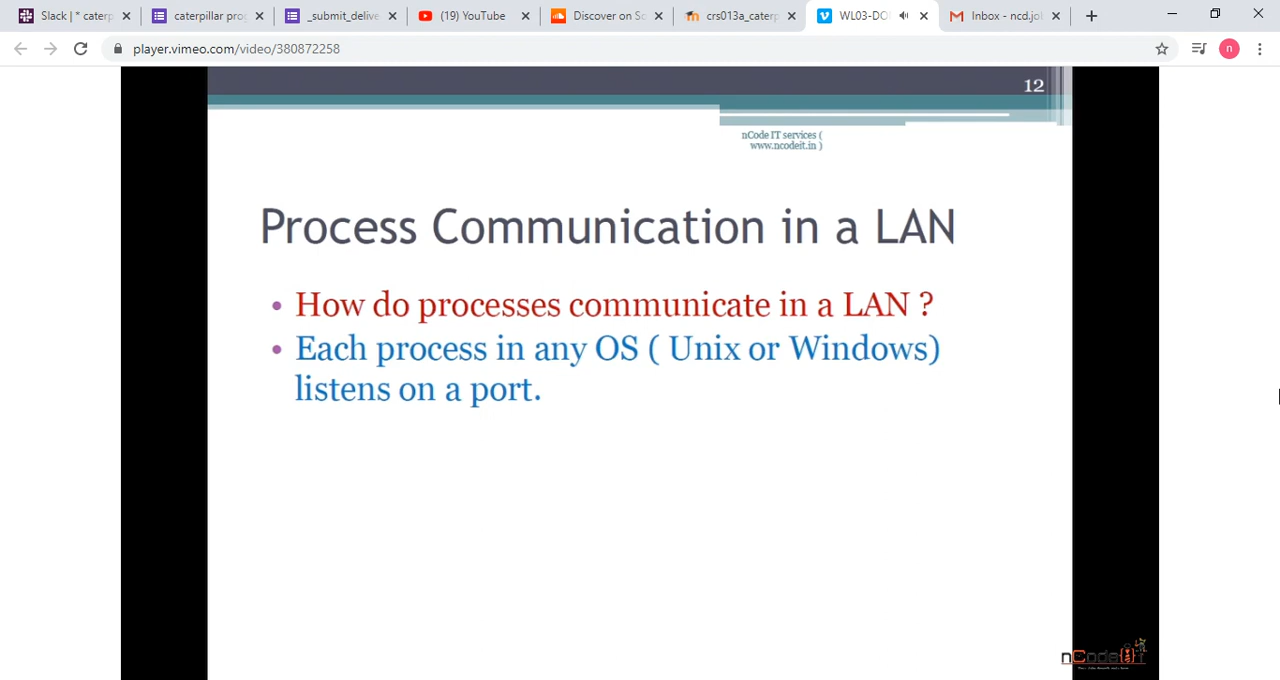 Slack | * caterp
caterpillar prog
_submit_delive
(19) YouTube
Discover on So
crs013a_caterp
WL03-DO
Inbox - ncd.jo
player.vimeo.com/video/380872258
n
12
nCode IT services (
www.ncodeit.in )
Process Communication in a LAN
• How do processes communicate in a LAN ?
• Each process in any OS ( Unix or Windows)
listens on a port.
nCode{i}T